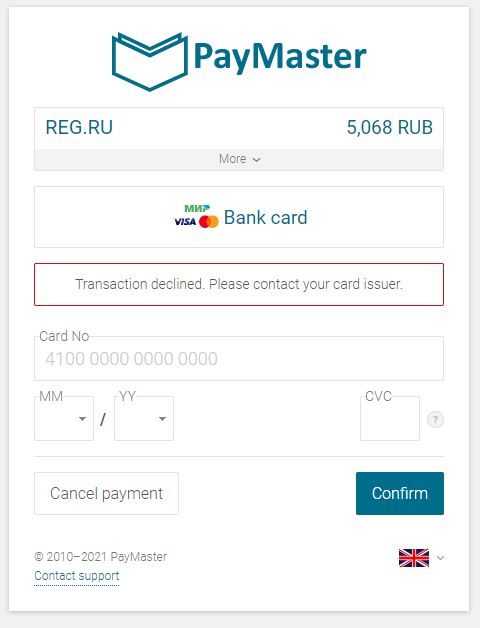 PayMaster
REG.RU 5,068 RUB
More
МИР
VISA Bank card
Transaction declined. Please contact your card issuer.
Card No
4100 0000 0000 0000
MM YY CVC
/ ?
Cancel payment Confirm
© 2010–2021 PayMaster
Contact support